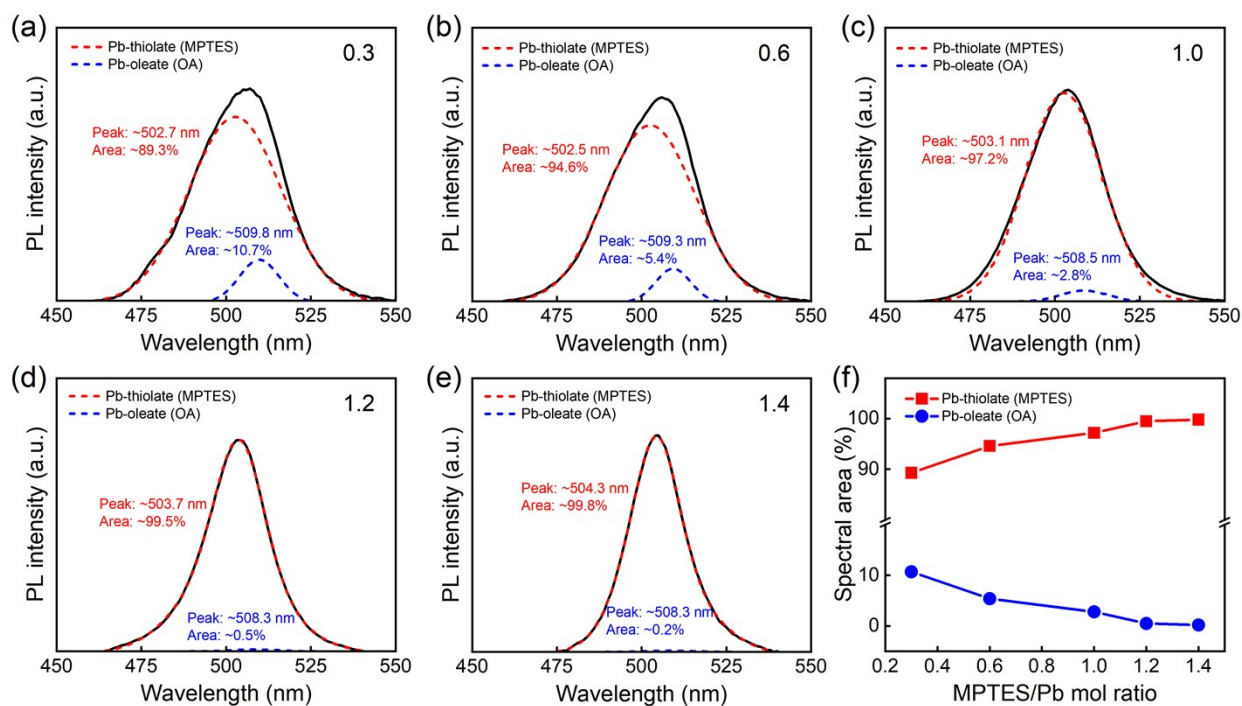 (a)
Pb-thiolate (MPTES)
Pb-oleate (OA)
0.3
Peak: ~502.7 nm
Area: ~89.3%
Peak: ~509.8 nm
Area: ~10.7%
PL intensity (a.u.)
450 475 500 525 550
Wavelength (nm)
(b)
Pb-thiolate (MPTES)
Pb-oleate (OA)
0.6
Peak: ~502.5 nm
Area: ~94.6%
Peak: ~509.3 nm
Area: ~5.4%
PL intensity (a.u.)
450 475 500 525 550
Wavelength (nm)
(c)
Pb-thiolate (MPTES)
Pb-oleate (OA)
1.0
Peak: ~503.1 nm
Area: ~97.2%
Peak: ~508.5 nm
Area: ~2.8%
PL intensity (a.u.)
450 475 500 525 550
Wavelength (nm)
(d)
Pb-thiolate (MPTES)
Pb-oleate (OA)
1.2
Peak: ~503.7 nm
Area: ~99.5%
Peak: ~508.3 nm
Area: ~0.5%
PL intensity (a.u.)
450 475 500 525 550
Wavelength (nm)
(e)
Pb-thiolate (MPTES)
Pb-oleate (OA)
1.4
Peak: ~504.3 nm
Area: ~99.8%
Peak: ~508.3 nm
Area: ~0.2%
PL intensity (a.u.)
450 475 500 525 550
Wavelength (nm)
(f)
Pb-thiolate (MPTES)
Pb-oleate (OA)
Spectral area (%)
100
90
10
0
0.2 0.4 0.6 0.8 1.0 1.2 1.4
MPTES/Pb mol ratio